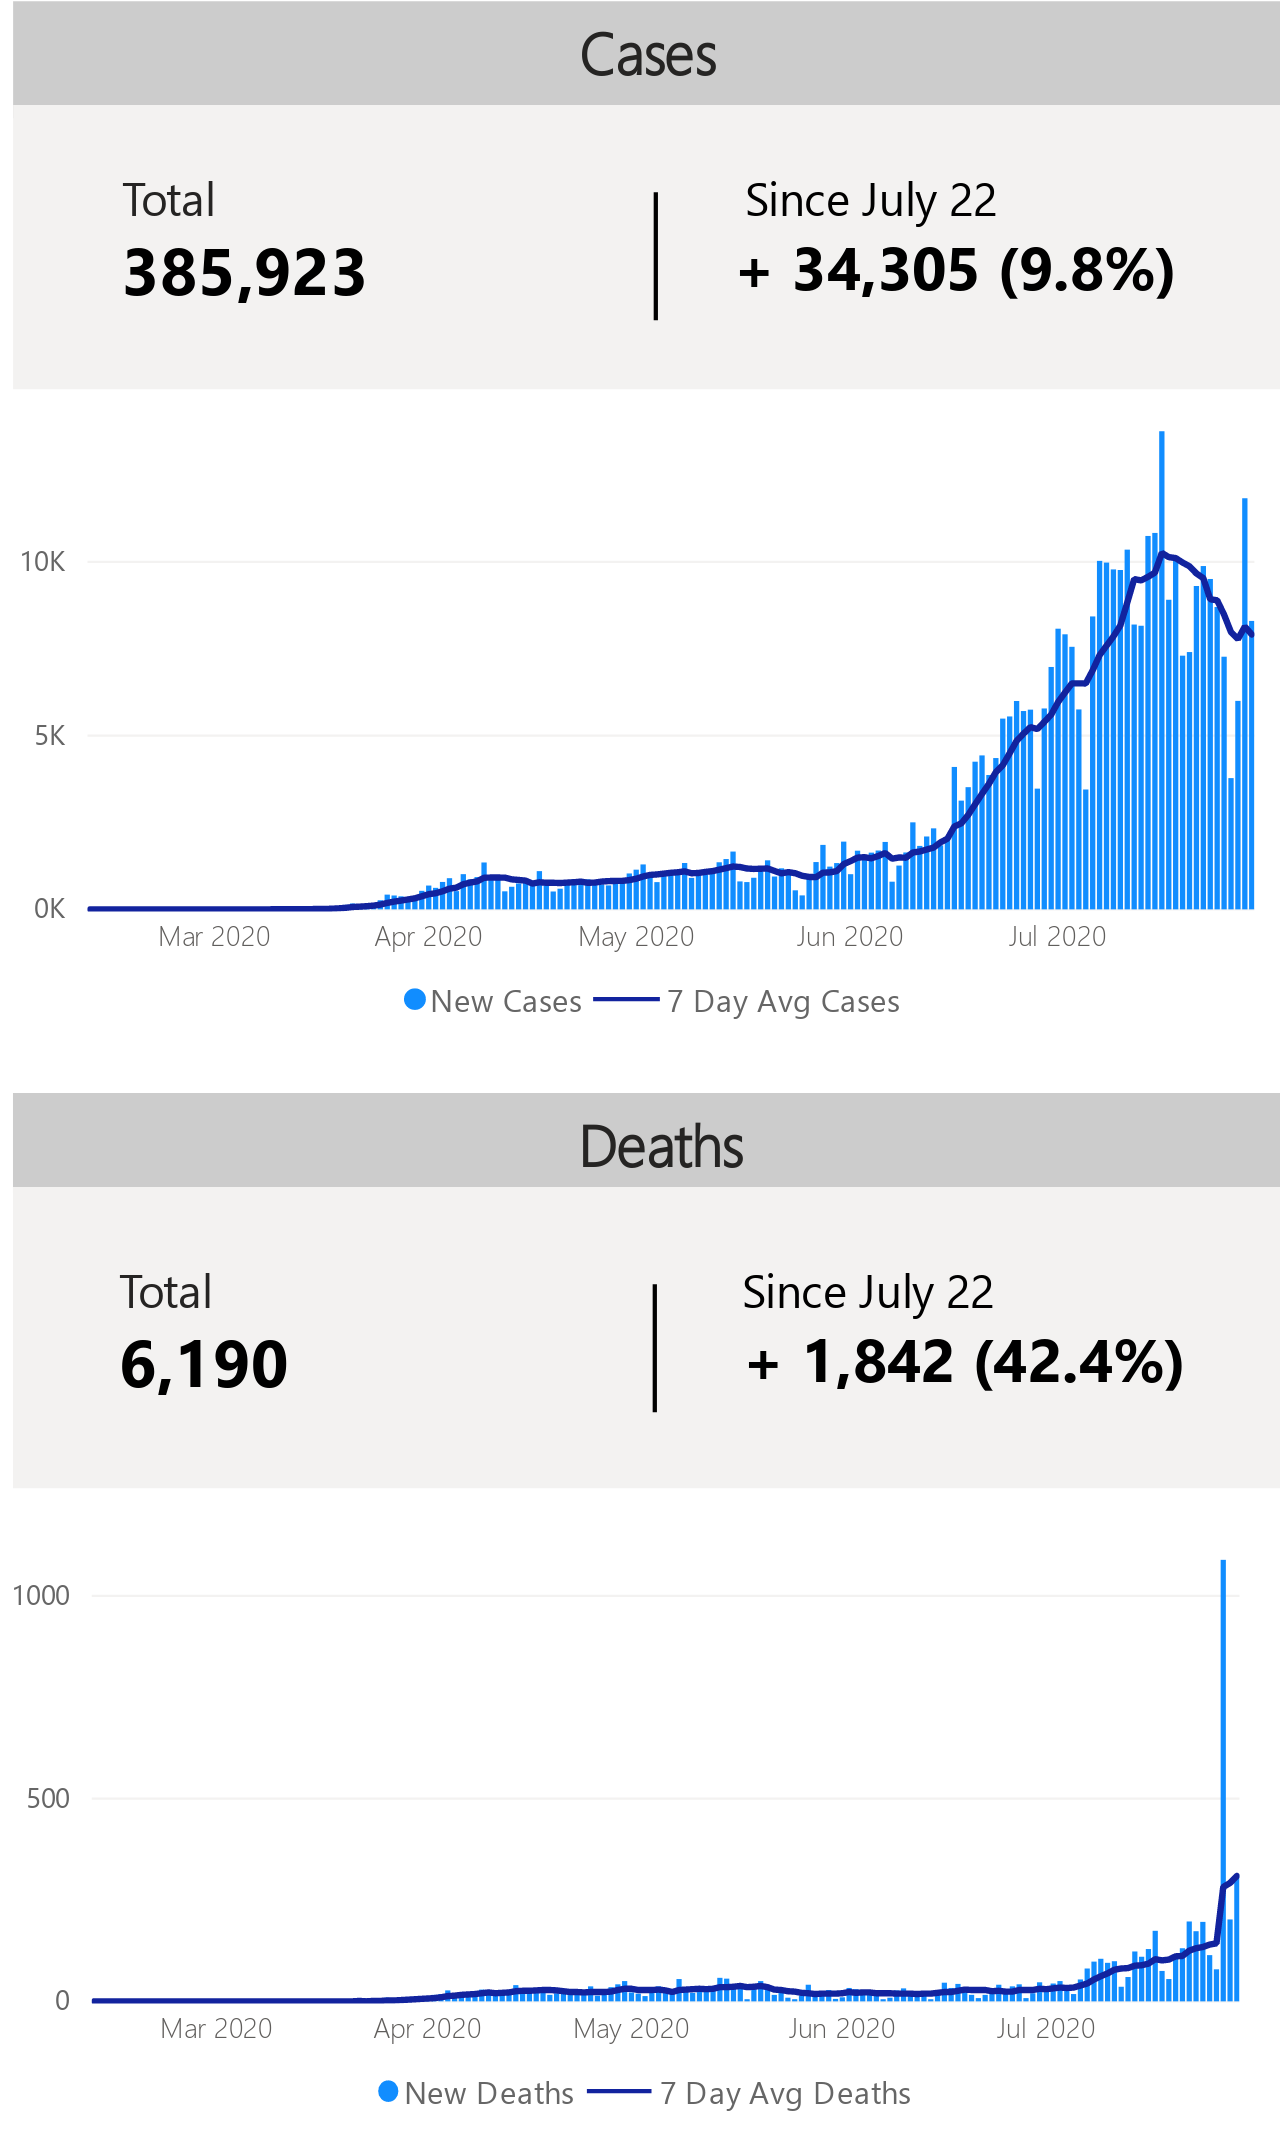 Cases
Total
Since July 22
385,923
+ 34,305 (9.8%)
10K
5K
0K
Mar 2020 Apr 2020 May 2020 Jun 2020 Jul 2020
New Cases 7 Day Avg Cases
Deaths
Total
Since July 22
6,190
+ 1,842 (42.4%)
1000
500
0
Mar 2020 Apr 2020 May 2020 Jun 2020 Jul 2020
New Deaths 7 Day Avg Deaths